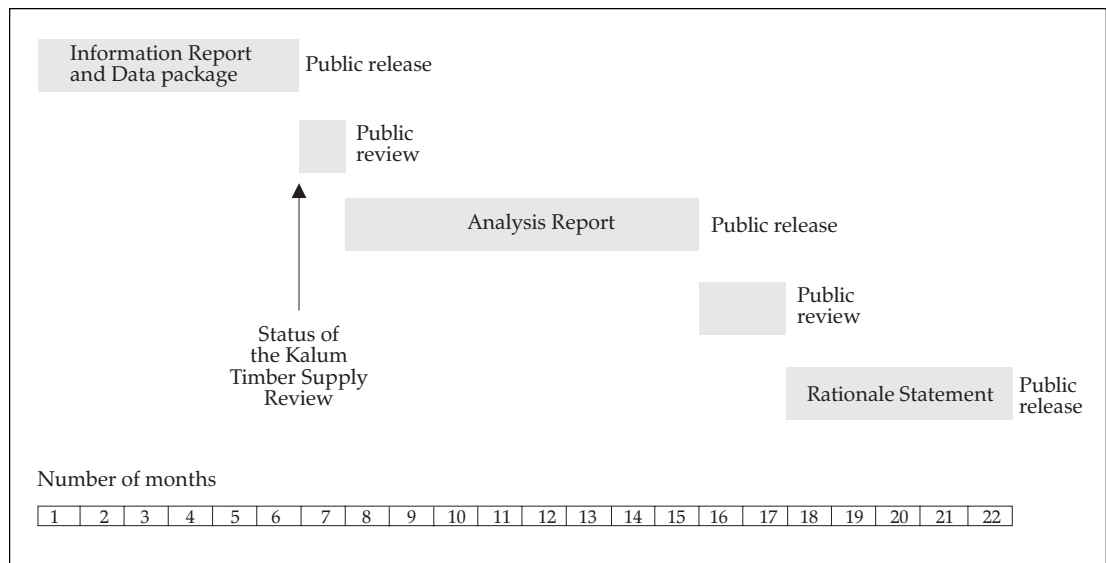 Information Report
and Data package
Public release
Public
review
Analysis Report
Public release
Public
review
Status of
the Kalum
Timber Supply
Review
Rationale Statement
Public
release
Number of months
1 2 3 4 5 6 7 8 9 10 11 12 13 14 15 16 17 18 19 20 21 22